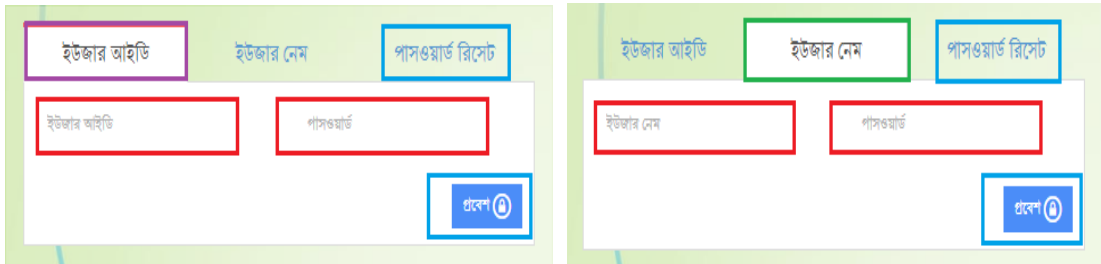 ইউজার আইডি ইউজার নেম পাসওয়ার্ড রিসেট
ইউজার আইডি পাসওয়ার্ড
প্রবেশ
ইউজার আইডি ইউজার নেম পাসওয়ার্ড রিসেট
ইউজার নেম পাসওয়ার্ড
প্রবেশ